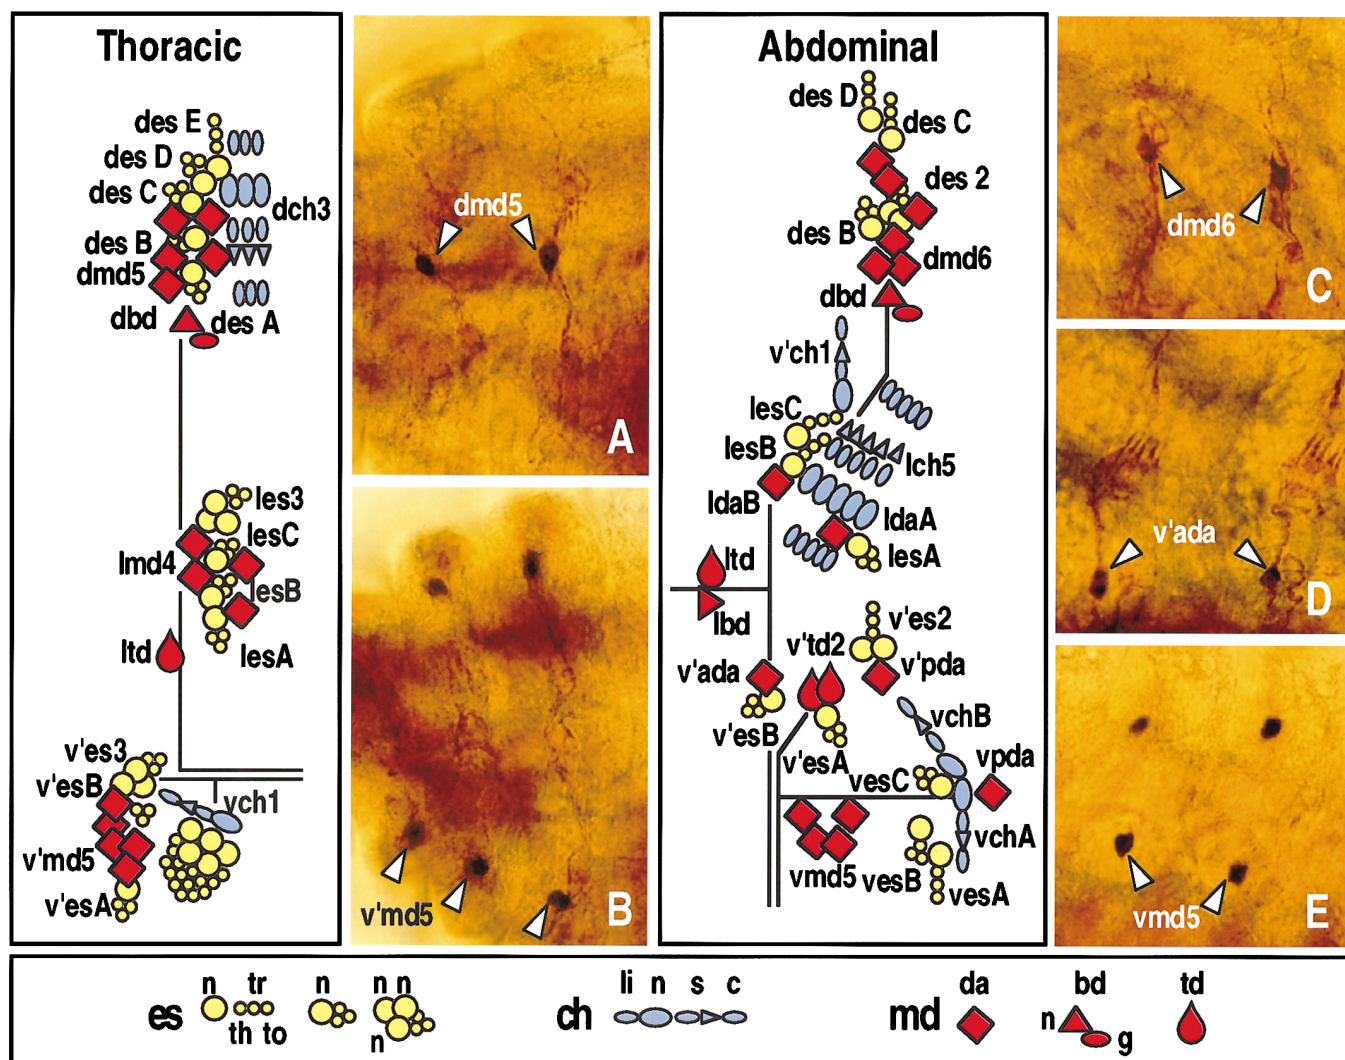 Thoracic
des E
des D
des C
dch3
des B
dmd5
dbd
des A
les3
lesC
lmd4
lesB
ltd
lesA
v'es3
v'esB
vch1
v'md5
v'esA
dmd5
A
v'md5
B
Abdominal
des D
des C
des 2
des B
dmd6
dbd
v'ch1
lesC
lesB
lch5
ldaB
ldaA
lesA
ltd
lbd
v'es2
v'td2
v'ada
v'pda
vchB
v'esB
v'esA
vpda
vesC
vchA
vmd5
vesB
vesA
dmd6
C
v'ada
D
vmd5
E
es
n tr
th to
n
n n
n
ch
li n s c
md
da
bd
n
g
td